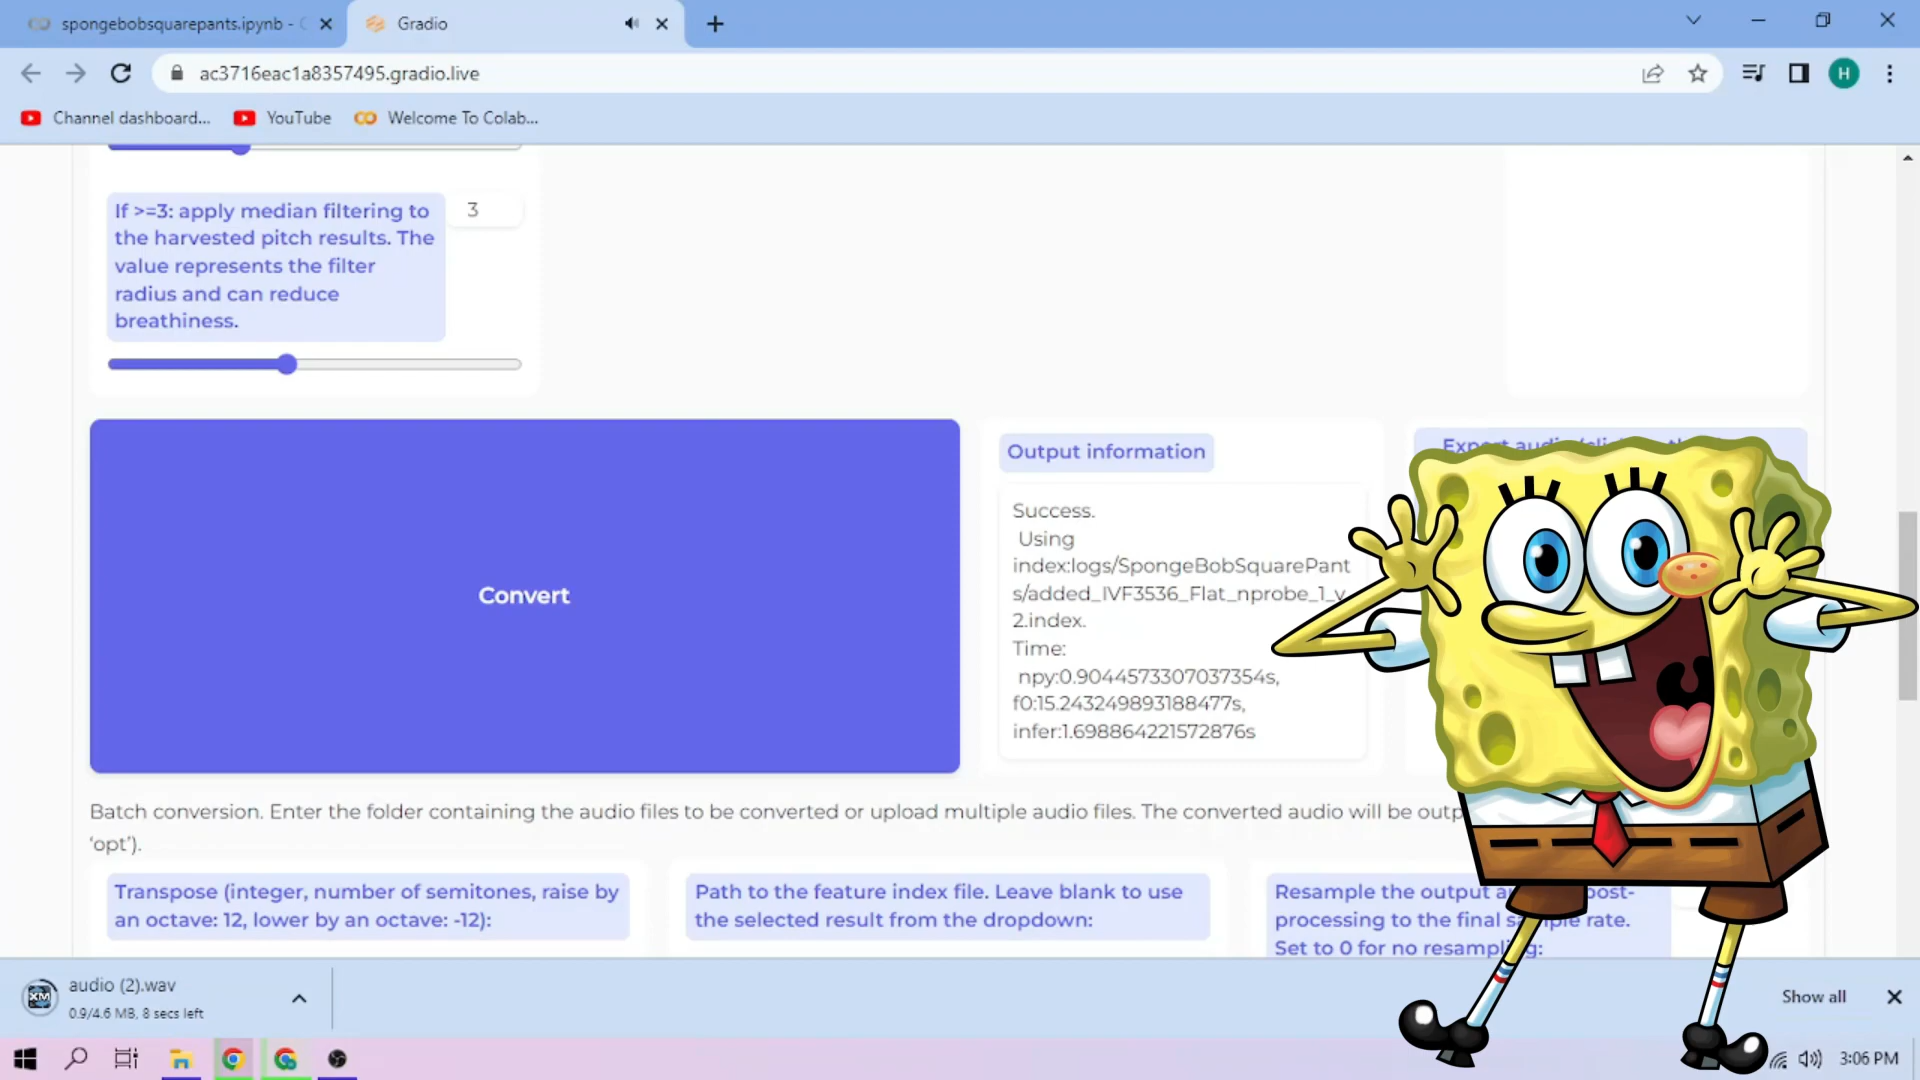 spongebobsquarepants.ipynb -
Gradio
ac3716eac1a8357495.gradio.live
H
Channel dashboard...
YouTube
Welcome To Colab...
If >=3: apply median filtering to
the harvested pitch results. The
value represents the filter
radius and can reduce
breathiness.
3
Convert
Output information
Success.
Using
index:logs/SpongeBobSquarePant
s/added_IVF3536_Flat_nprobe_1_v
2.index.
Time:
npy:0.9044573307037354s,
f0:15.243249893188477s,
infer:1.698864221572876s
Batch conversion. Enter the folder containing the audio files to be converted or upload multiple audio files. The converted audio will be outp
'opt').
Transpose (integer, number of semitones, raise by
an octave: 12, lower by an octave: -12):
Path to the feature index file. Leave blank to use
the selected result from the dropdown:
Resample the output post-
processing to the final sample rate.
Set to 0 for no resampling:
XM
audio (2).wav
0.9/4.6 MB, 8 secs left
Show all
3:06 PM